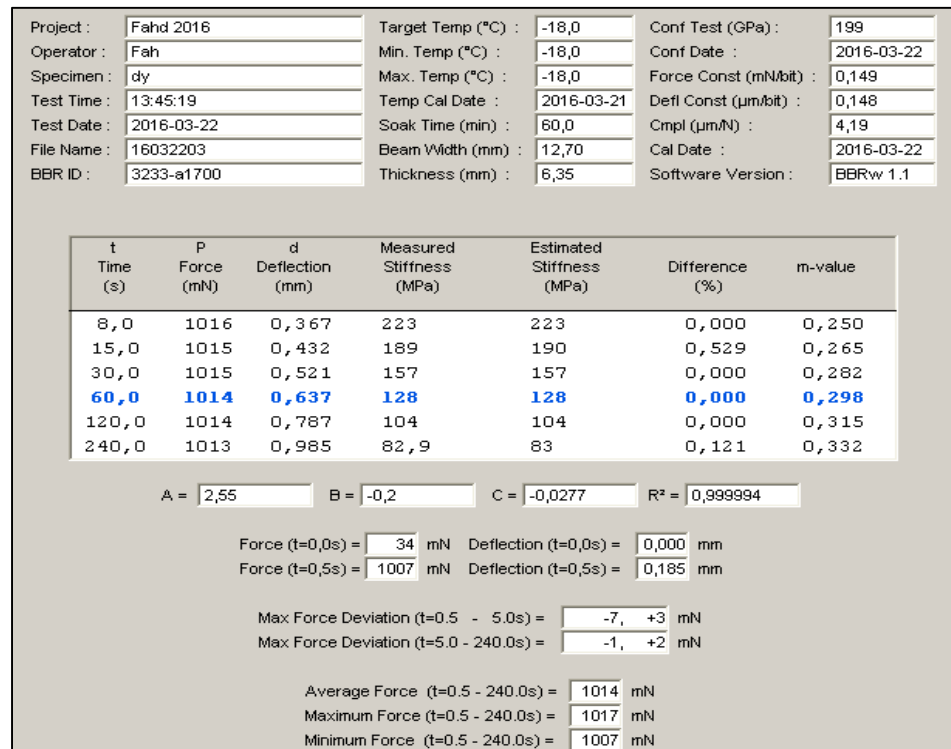 Project : Fahd 2016 Target Temp (°C) : -18,0 Conf Test (GPa) : 199
Operator : Fah Min. Temp (°C) : -18,0 Conf Date : 2016-03-22
Specimen : dy Max. Temp (°C) : -18,0 Force Const (mN/bit) : 0,149
Test Time : 13:45:19 Temp Cal Date : 2016-03-21 Defl Const (µm/bit) : 0,148
Test Date : 2016-03-22 Soak Time (min) : 60,0 Cmpl (µm/N) : 4,19
File Name : 16032203 Beam Width (mm) : 12,70 Cal Date : 2016-03-22
BBR ID : 3233-a1700 Thickness (mm) : 6,35 Software Version : BBRw 1.1
t P d Measured Estimated
Time Force Deflection Stiffness Stiffness Difference m-value
(s) (mN) (mm) (MPa) (MPa) (%)
8,0 1016 0,367 223 223 0,000 0,250
15,0 1015 0,432 189 190 0,529 0,265
30,0 1015 0,521 157 157 0,000 0,282
60,0 1014 0,637 128 128 0,000 0,298
120,0 1014 0,787 104 104 0,000 0,315
240,0 1013 0,985 82,9 83 0,121 0,332
A = 2,55 B = -0,2 C = -0,0277 R² = 0,999994
Force (t=0,0s) = 34 mN Deflection (t=0,0s) = 0,000 mm
Force (t=0,5s) = 1007 mN Deflection (t=0,5s) = 0,185 mm
Max Force Deviation (t=0.5 - 5.0s) = -7, +3 mN
Max Force Deviation (t=5.0 - 240.0s) = -1, +2 mN
Average Force (t=0.5 - 240.0s) = 1014 mN
Maximum Force (t=0.5 - 240.0s) = 1017 mN
Minimum Force (t=0.5 - 240.0s) = 1007 mN